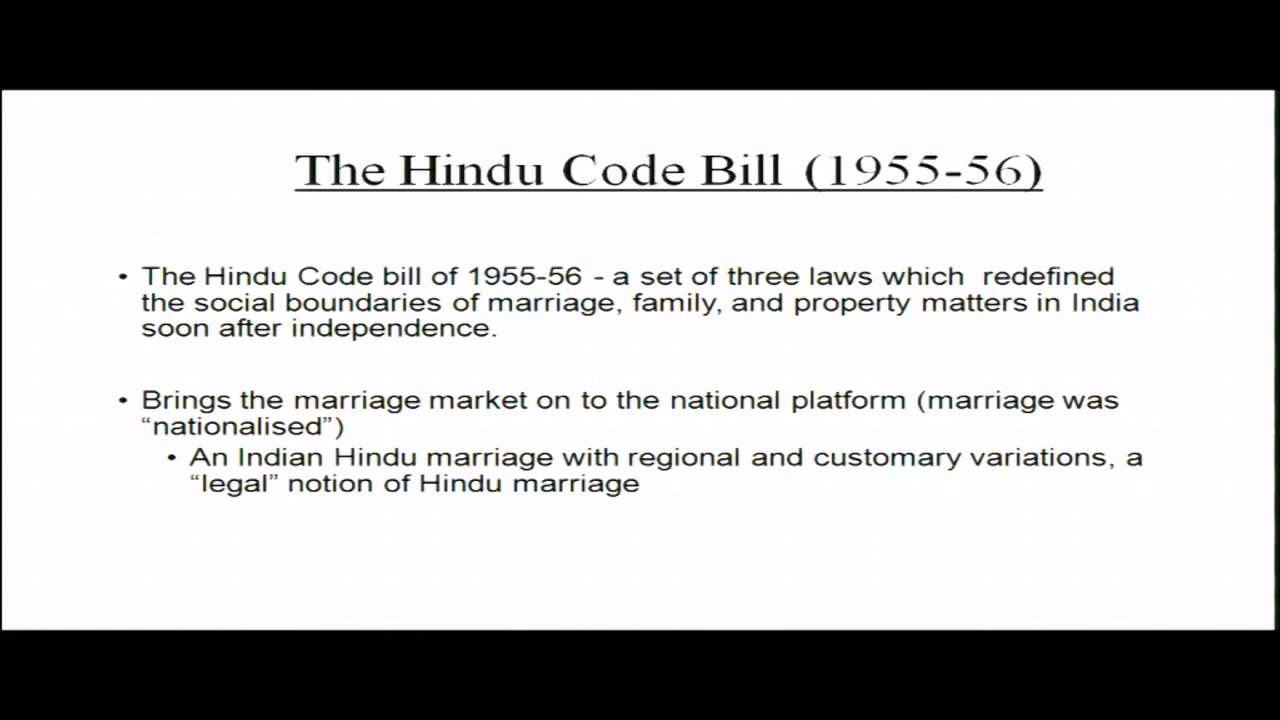 The Hindu Code Bill (1955-56)
• The Hindu Code bill of 1955-56 - a set of three laws which redefined
the social boundaries of marriage, family, and property matters in India
soon after independence.
• Brings the marriage market on to the national platform (marriage was
“nationalised”)
• An Indian Hindu marriage with regional and customary variations, a
“legal” notion of Hindu marriage